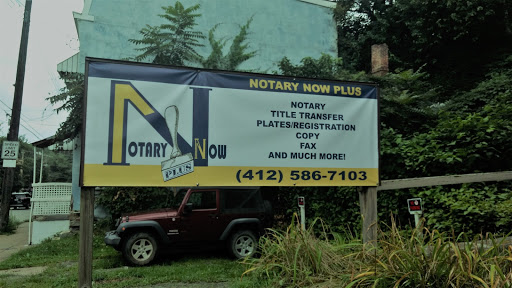 NOTARY NOW PLUS
NOTARY
TITLE TRANSFER
PLATES/REGISTRATION
COPY
FAX
AND MUCH MORE!
(412) 586-7103
NOTARY NOW
PLUS
25